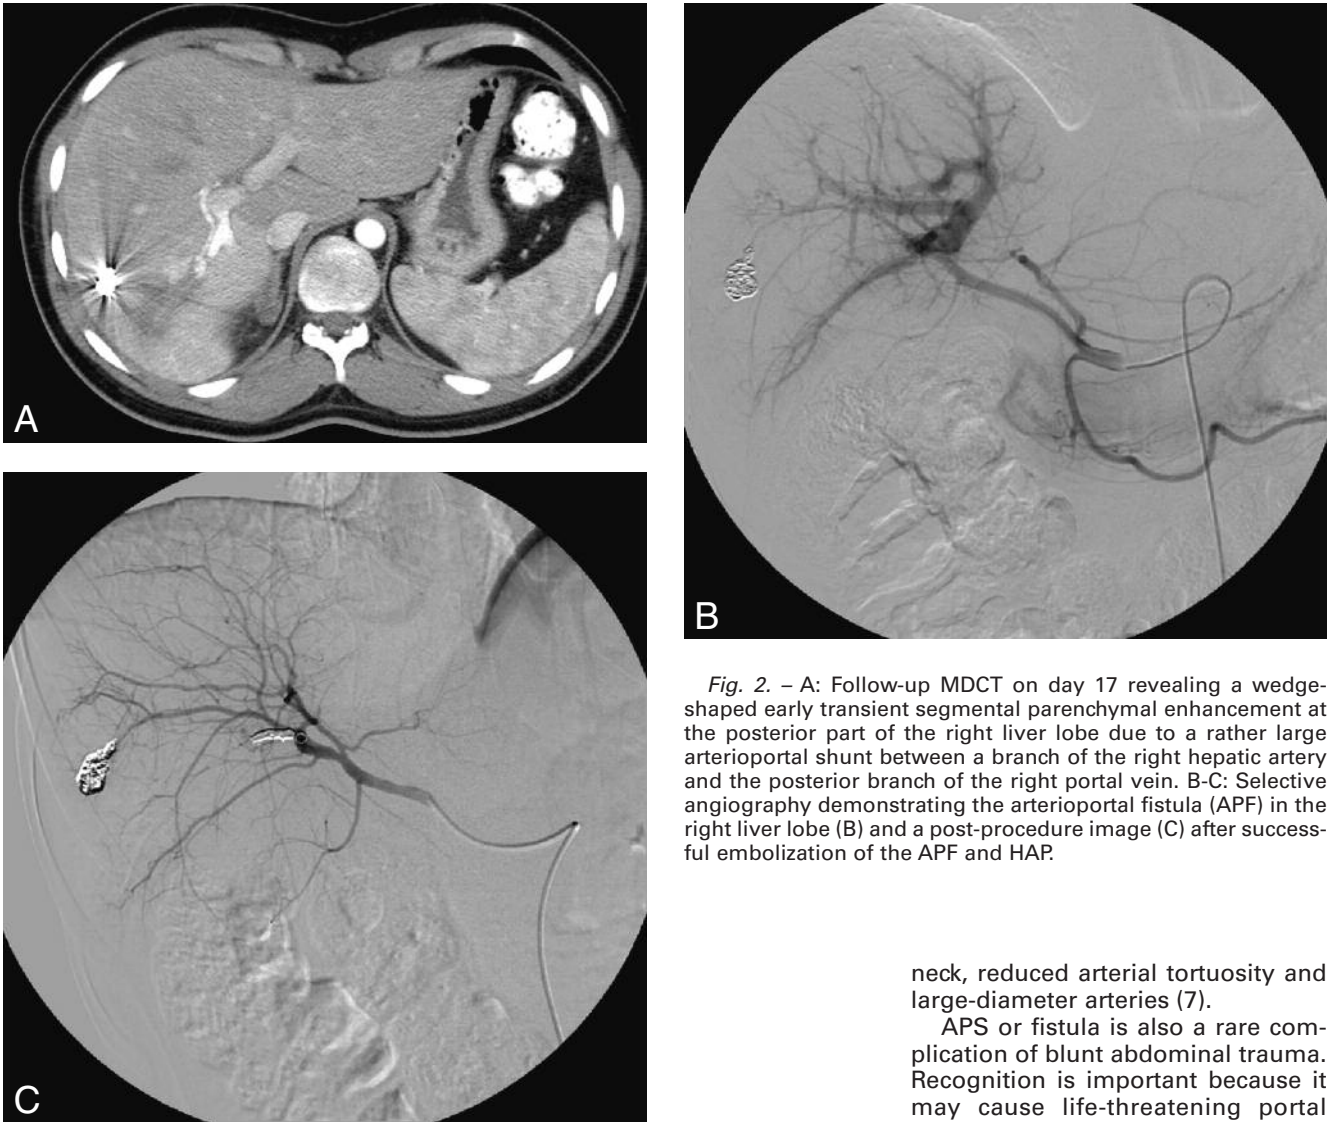 A
B
C
Fig. 2. – A: Follow-up MDCT on day 17 revealing a wedge-
shaped early transient segmental parenchymal enhancement at
the posterior part of the right liver lobe due to a rather large
arterioportal shunt between a branch of the right hepatic artery
and the posterior branch of the right portal vein. B-C: Selective
angiography demonstrating the arterioportal fistula (APF) in the
right liver lobe (B) and a post-procedure image (C) after success-
ful embolization of the APF and HAP.
neck, reduced arterial tortuosity and
large-diameter arteries (7).
APS or fistula is also a rare com-
plication of blunt abdominal trauma.
Recognition is important because it
may cause life-threatening portal